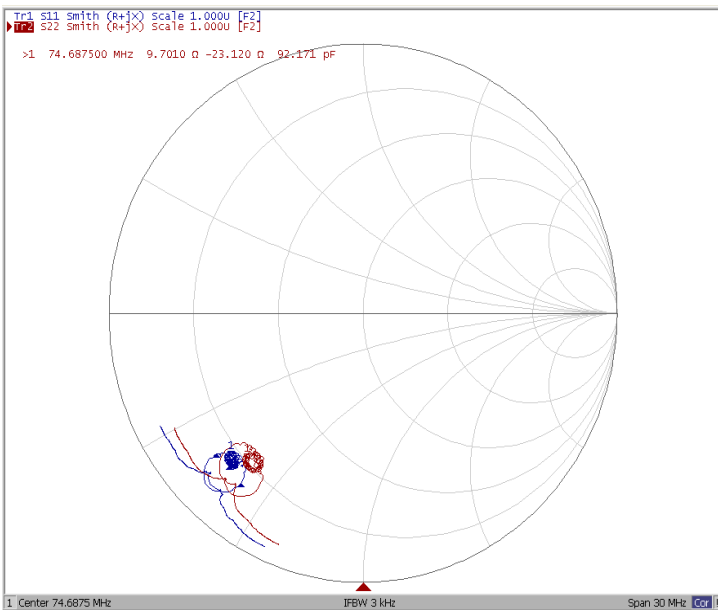 Tr1 S11 Smith (R+jX) Scale 1.000U [F2]
Tr2 S22 Smith (R+jX) Scale 1.000U [F2]
>1 74.687500 MHz 9.7010 Ω -23.120 Ω 92.171 pF
1
1 Center 74.6875 MHz IFBW 3 kHz Span 30 MHz Cor